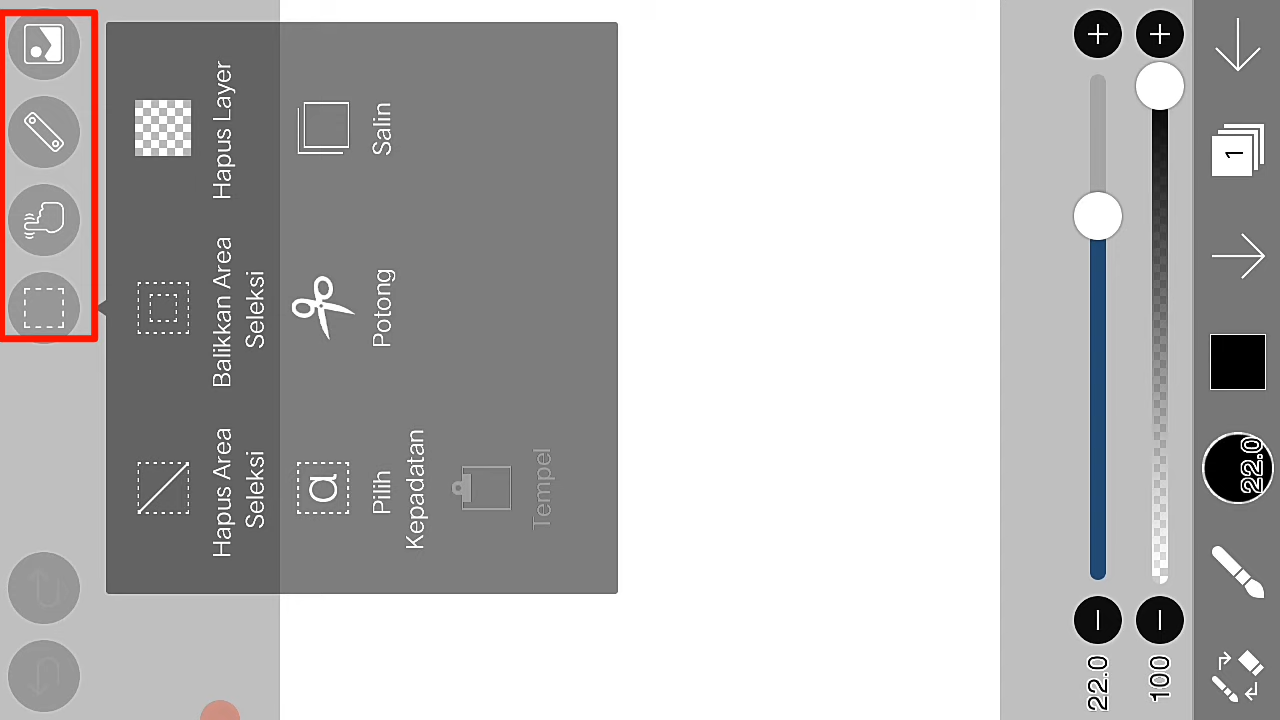 Hapus Area
Seleksi
Balikkan Area
Seleksi
Hapus Layer
Pilih
Kepadatan
Potong
Salin
Tempel
22.0
100
22.0
1